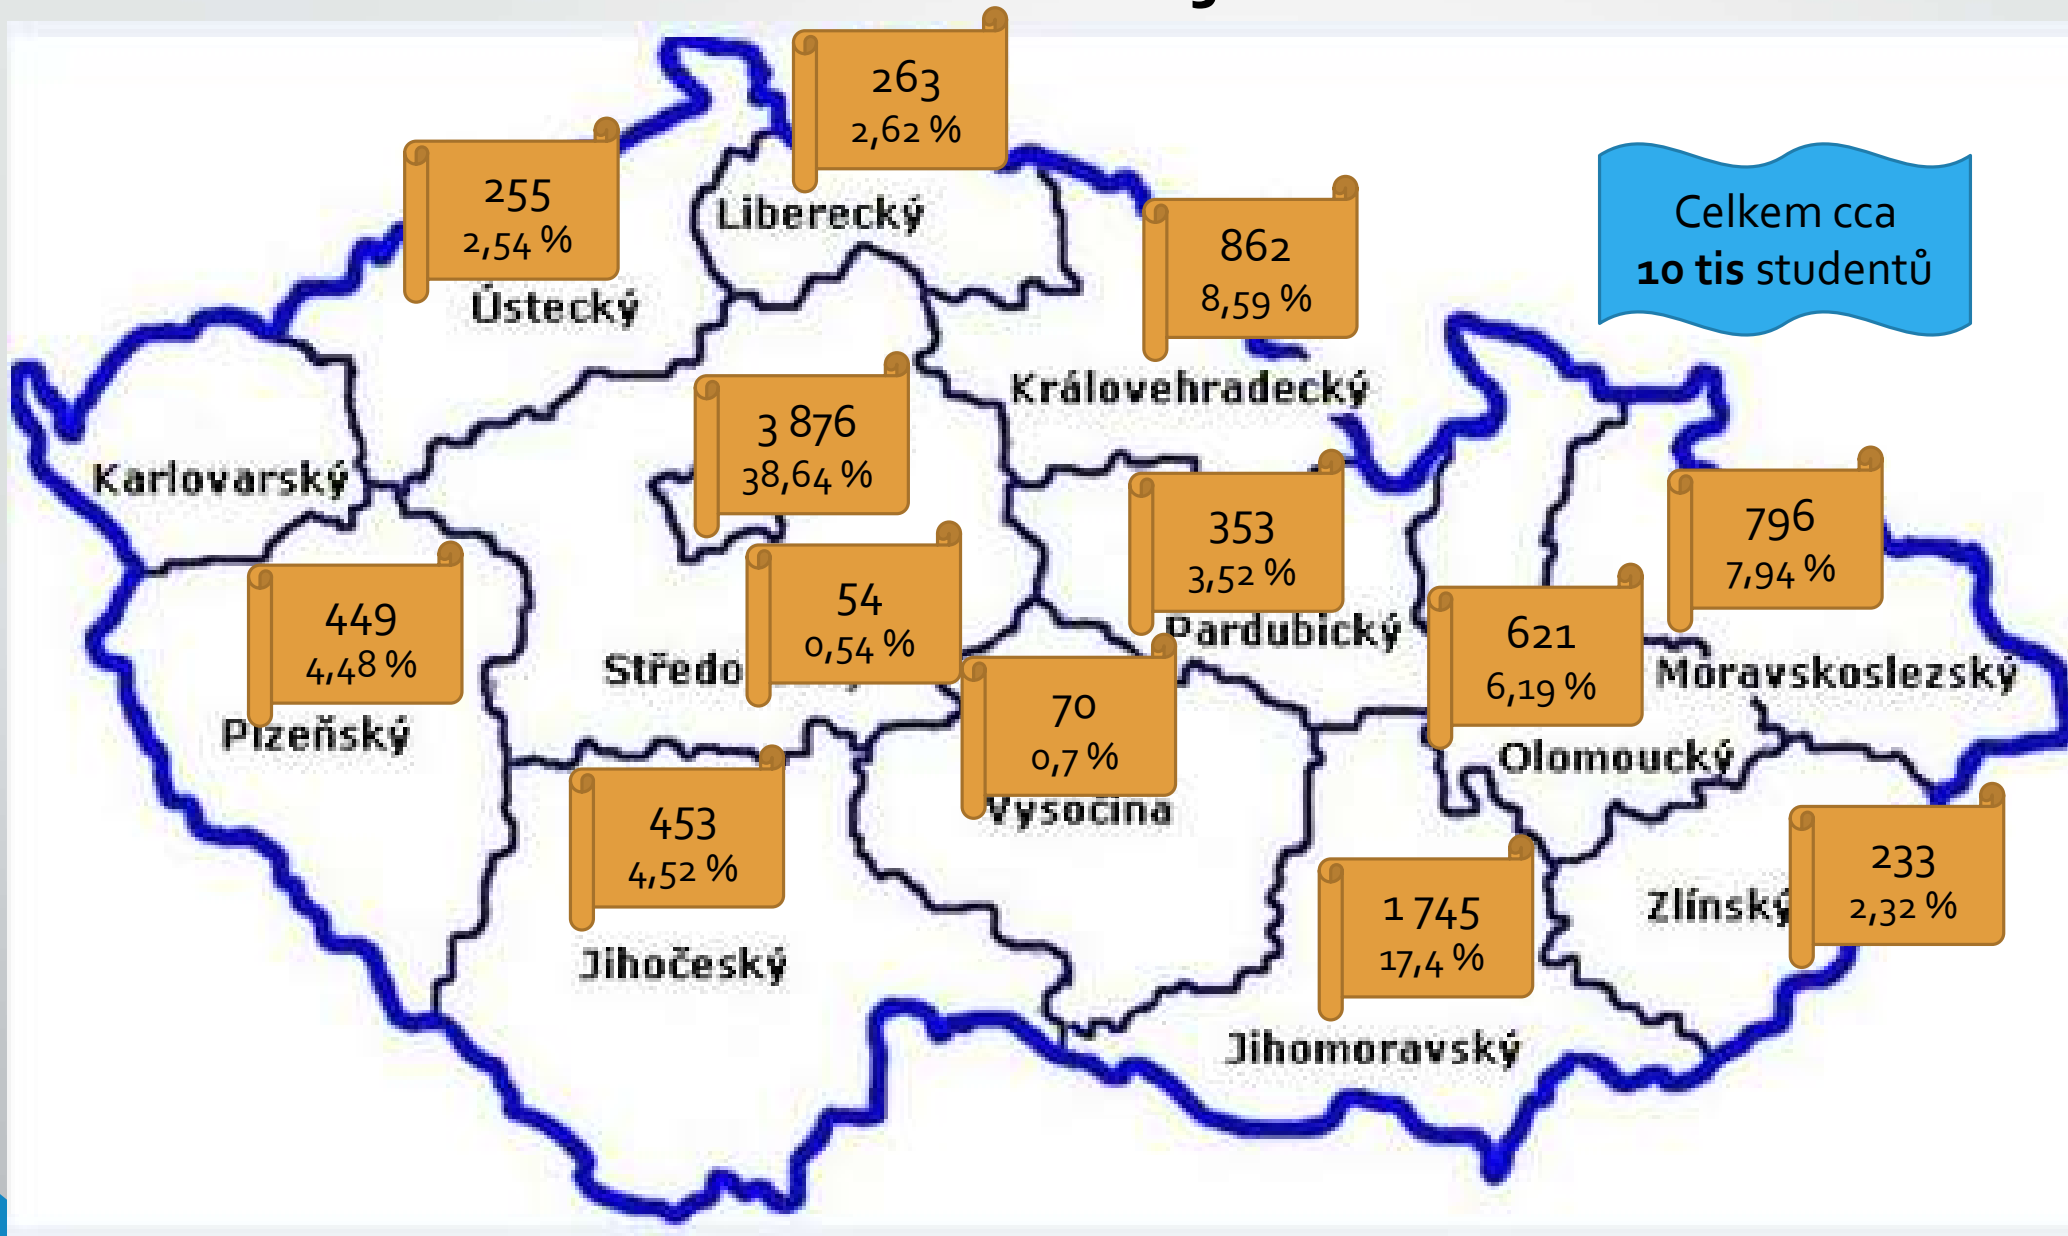 263
2,62 %
255
2,54 %
Liberecký
Celkem cca
10 tis studentů
862
8,59 %
Ústecký
Královehradecký
3 876
38,64 %
Karlovarský
353
3,52 %
796
7,94 %
449
4,48 %
54
0,54 %
Pardubický
621
6,19 %
Středo
Moravskoslezský
70
0,7 %
Plzeňský
Olomoucký
Vysočina
453
4,52 %
233
2,32 %
Zlínský
1 745
17,4 %
Jihočeský
Jihomoravský